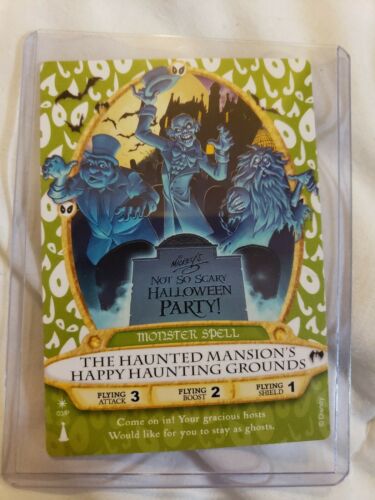 MICKEY'S
NOT SO SCARY
HALLOWEEN
PARTY!
MONSTER SPELL
THE HAUNTED MANSION'S
HAPPY HAUNTING GROUNDS
FLYING ATTACK 3 FLYING BOOST 2 FLYING SHIELD 1
Come on in! Your gracious hosts
Would like for you to stay as ghosts.
© Disney